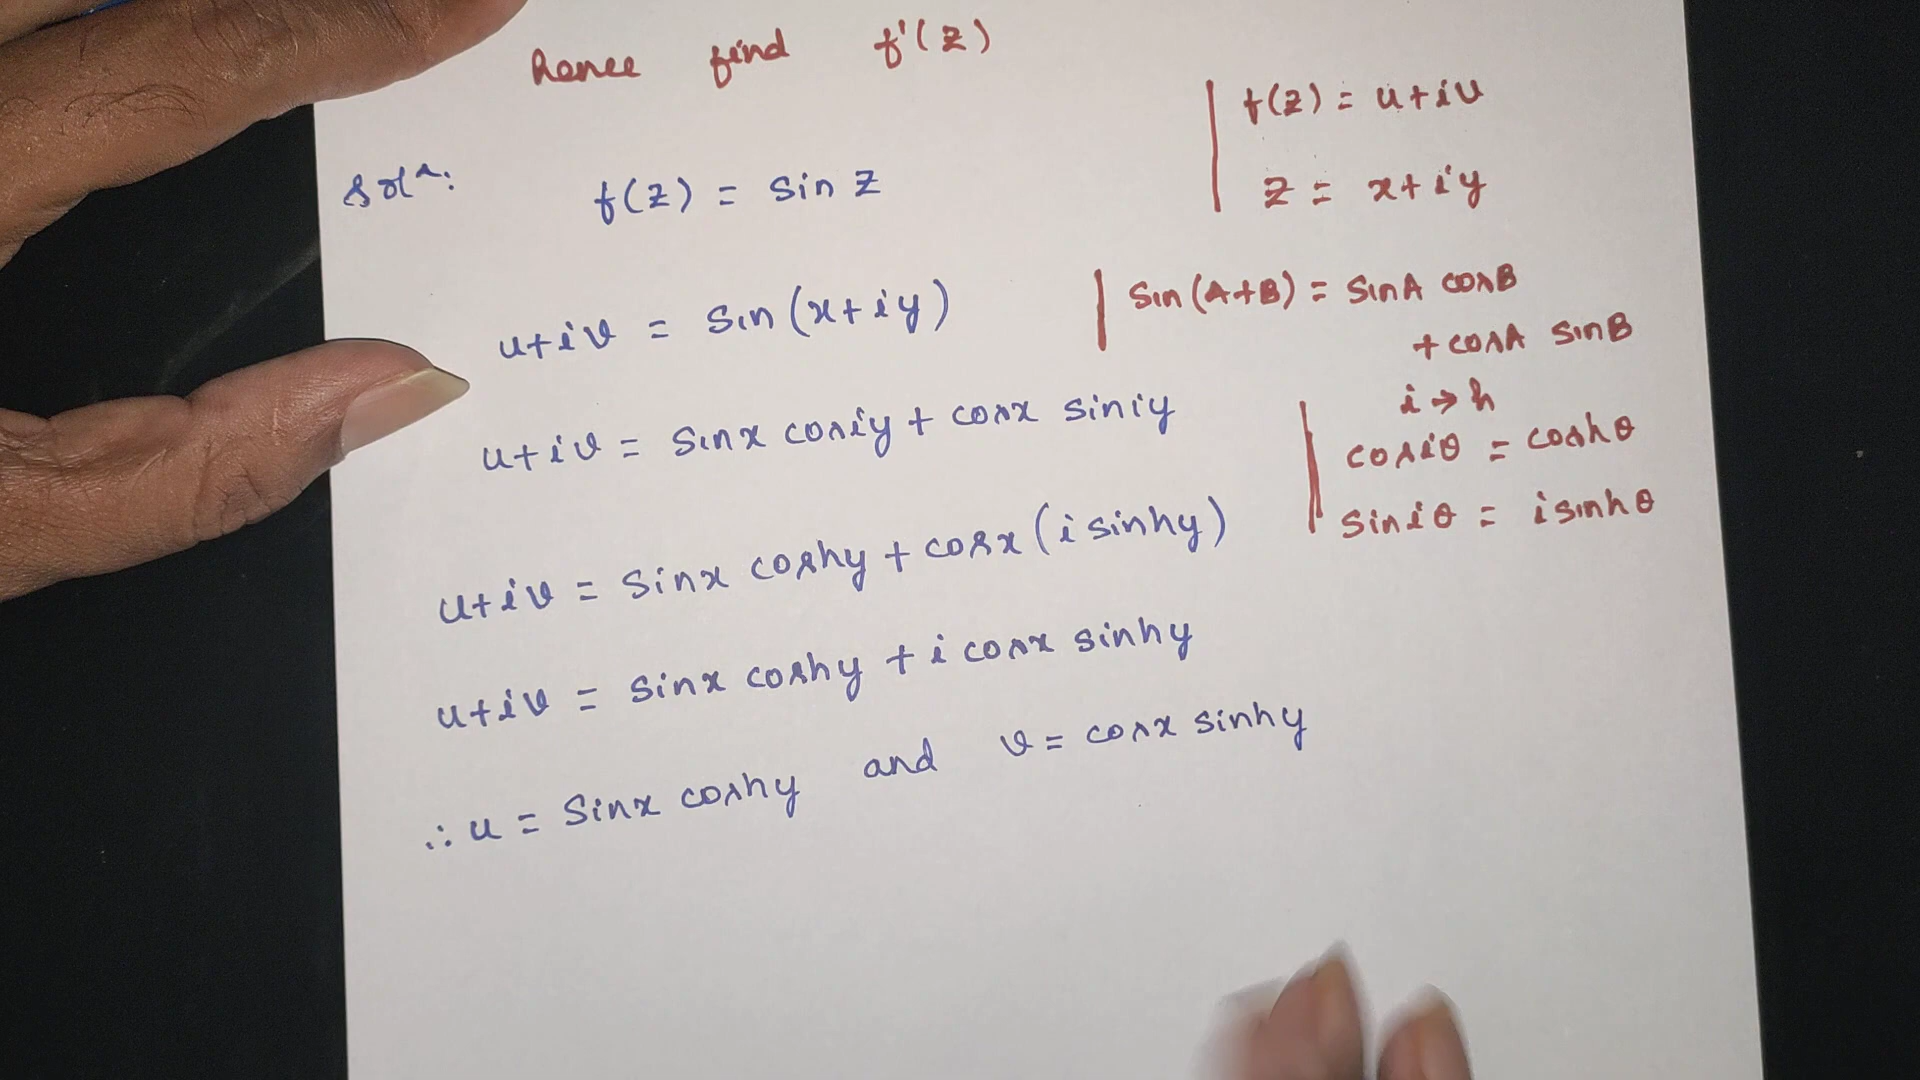 Hence find f'(z)
| f(z) = u+iv
z = x+iy
Solⁿ: f(z) = sin z
u+iv = sin(x+iy)
| sin(A+B) = sinA cosB
+ cosA sinB
u+iv = sinx cosiy + cosx siniy
i → h
cosiθ = coshθ
siniθ = i sinhθ
u+iv = sinx coshy + cosx (i sinhy)
u+iv = sinx coshy + i cosx sinhy
∴ u = sinx coshy and v = cosx sinhy